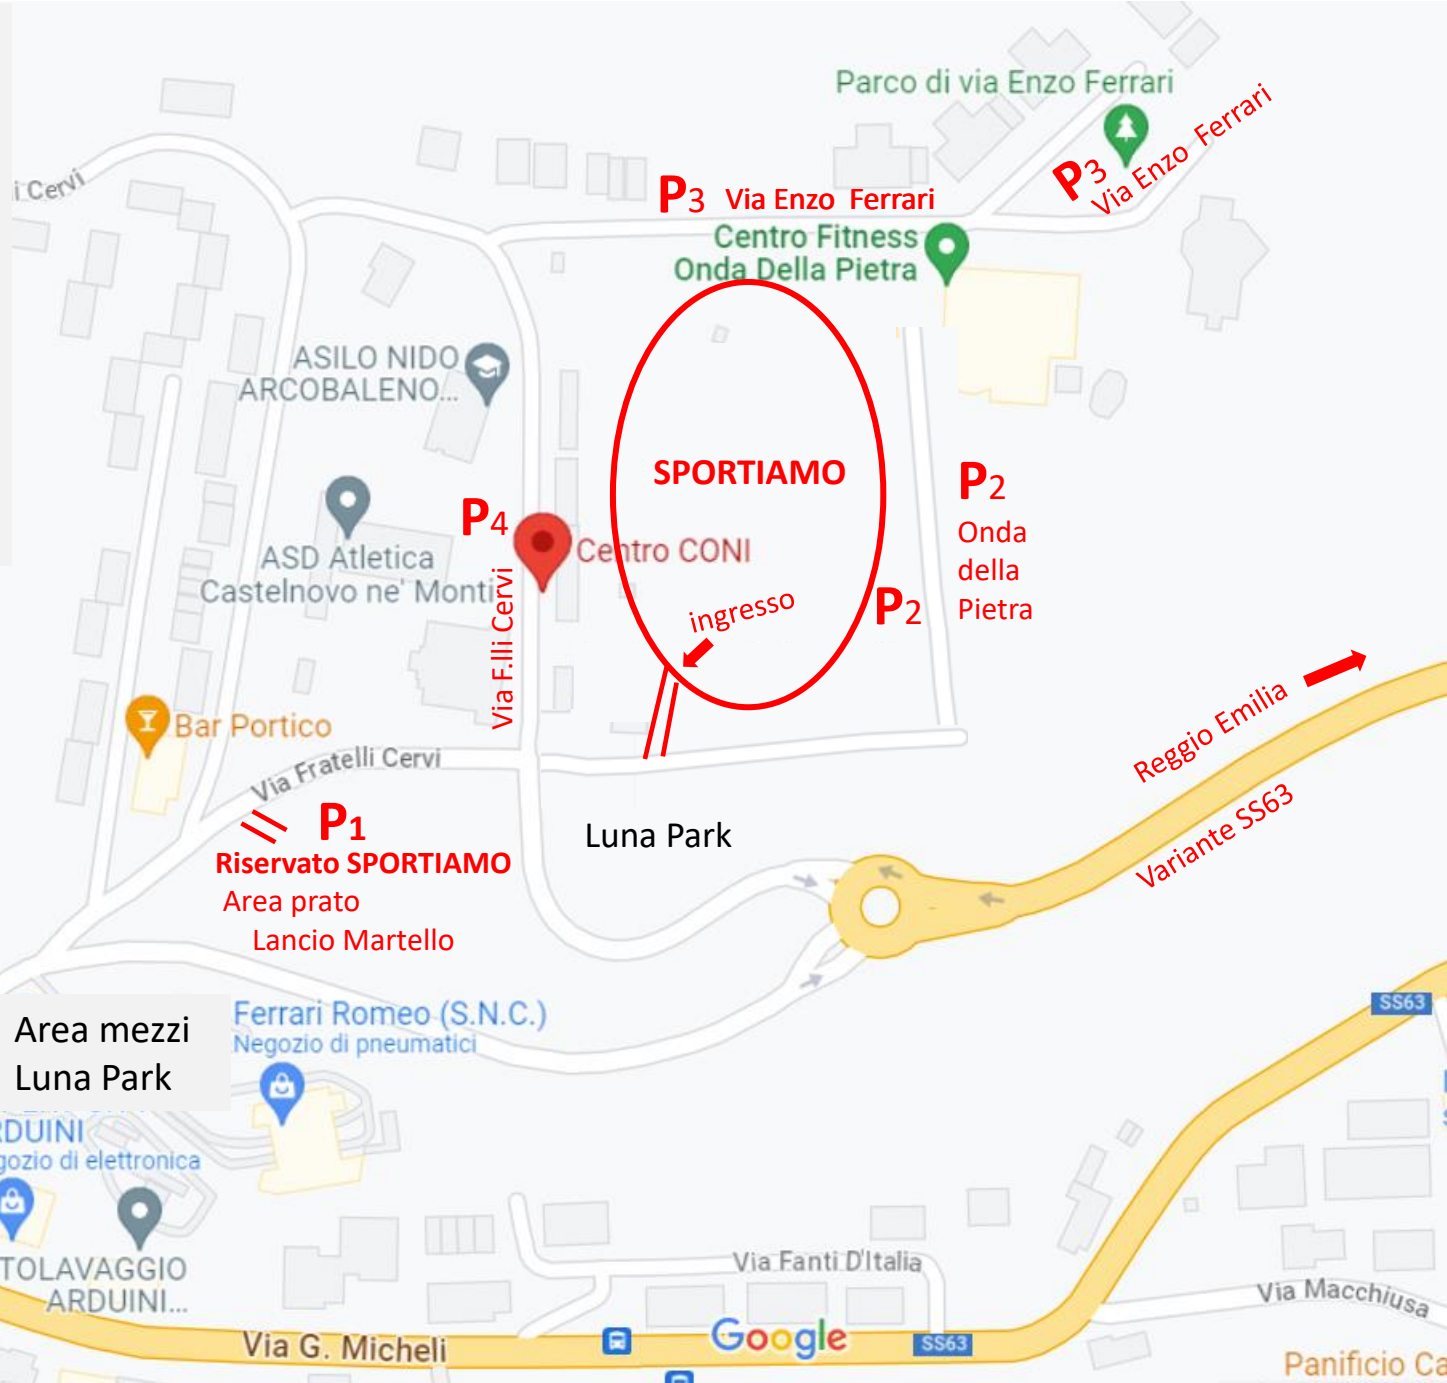 Parco di via Enzo Ferrari
i Cervi
P3 Via Enzo Ferrari
P3
Via Enzo Ferrari
Centro Fitness
Onda Della Pietra
ASILO NIDO
ARCOBALENO...
SPORTIAMO
P4
P2
Onda
della
Pietra
Centro CONI
ASD Atletica
Castelnovo ne' Monti
Via F.lli Cervi
ingresso
P2
Bar Portico
Via Fratelli Cervi
Reggio Emilia
Variante SS63
P1
Riservato SPORTIAMO
Area prato
Lancio Martello
Luna Park
SS63
Area mezzi
Luna Park
Ferrari Romeo (S.N.C.)
Negozio di pneumatici
RDUINI
gozio di elettronica
TOLAVAGGIO
ARDUINI...
Via Fanti D'Italia
Via Macchiusa
Via G. Micheli
Google
SS63
Panificio Ca